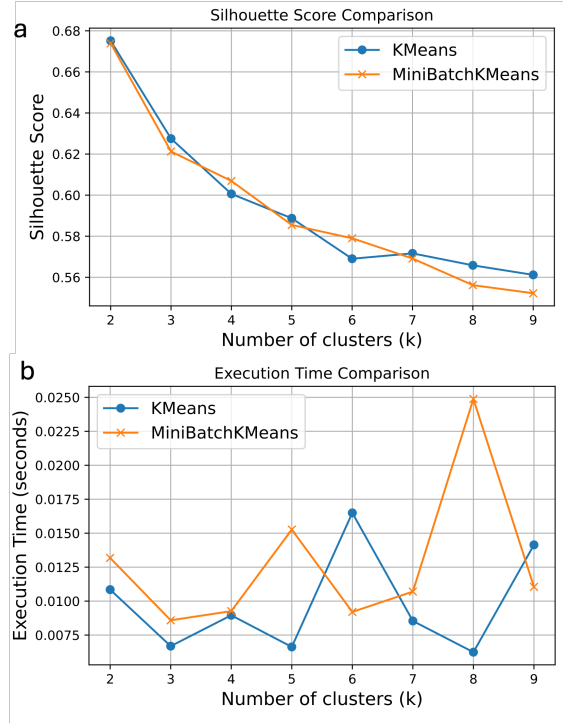 a
Silhouette Score Comparison
KMeans
MiniBatchKMeans
Silhouette Score
0.68
0.66
0.64
0.62
0.60
0.58
0.56
2 3 4 5 6 7 8 9
Number of clusters (k)
b
Execution Time Comparison
KMeans
MiniBatchKMeans
Execution Time (seconds)
0.0250
0.0225
0.0200
0.0175
0.0150
0.0125
0.0100
0.0075
2 3 4 5 6 7 8 9
Number of clusters (k)